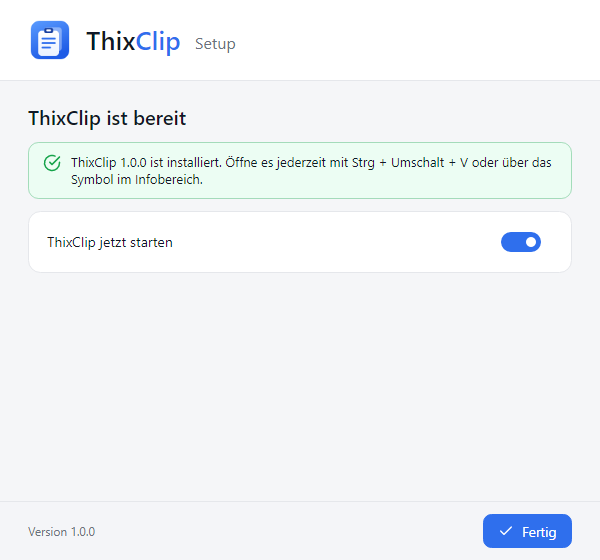 ThixClip Setup
ThixClip ist bereit
ThixClip 1.0.0 ist installiert. Öffne es jederzeit mit Strg + Umschalt + V oder über das
Symbol im Infobereich.
ThixClip jetzt starten
Version 1.0.0
Fertig